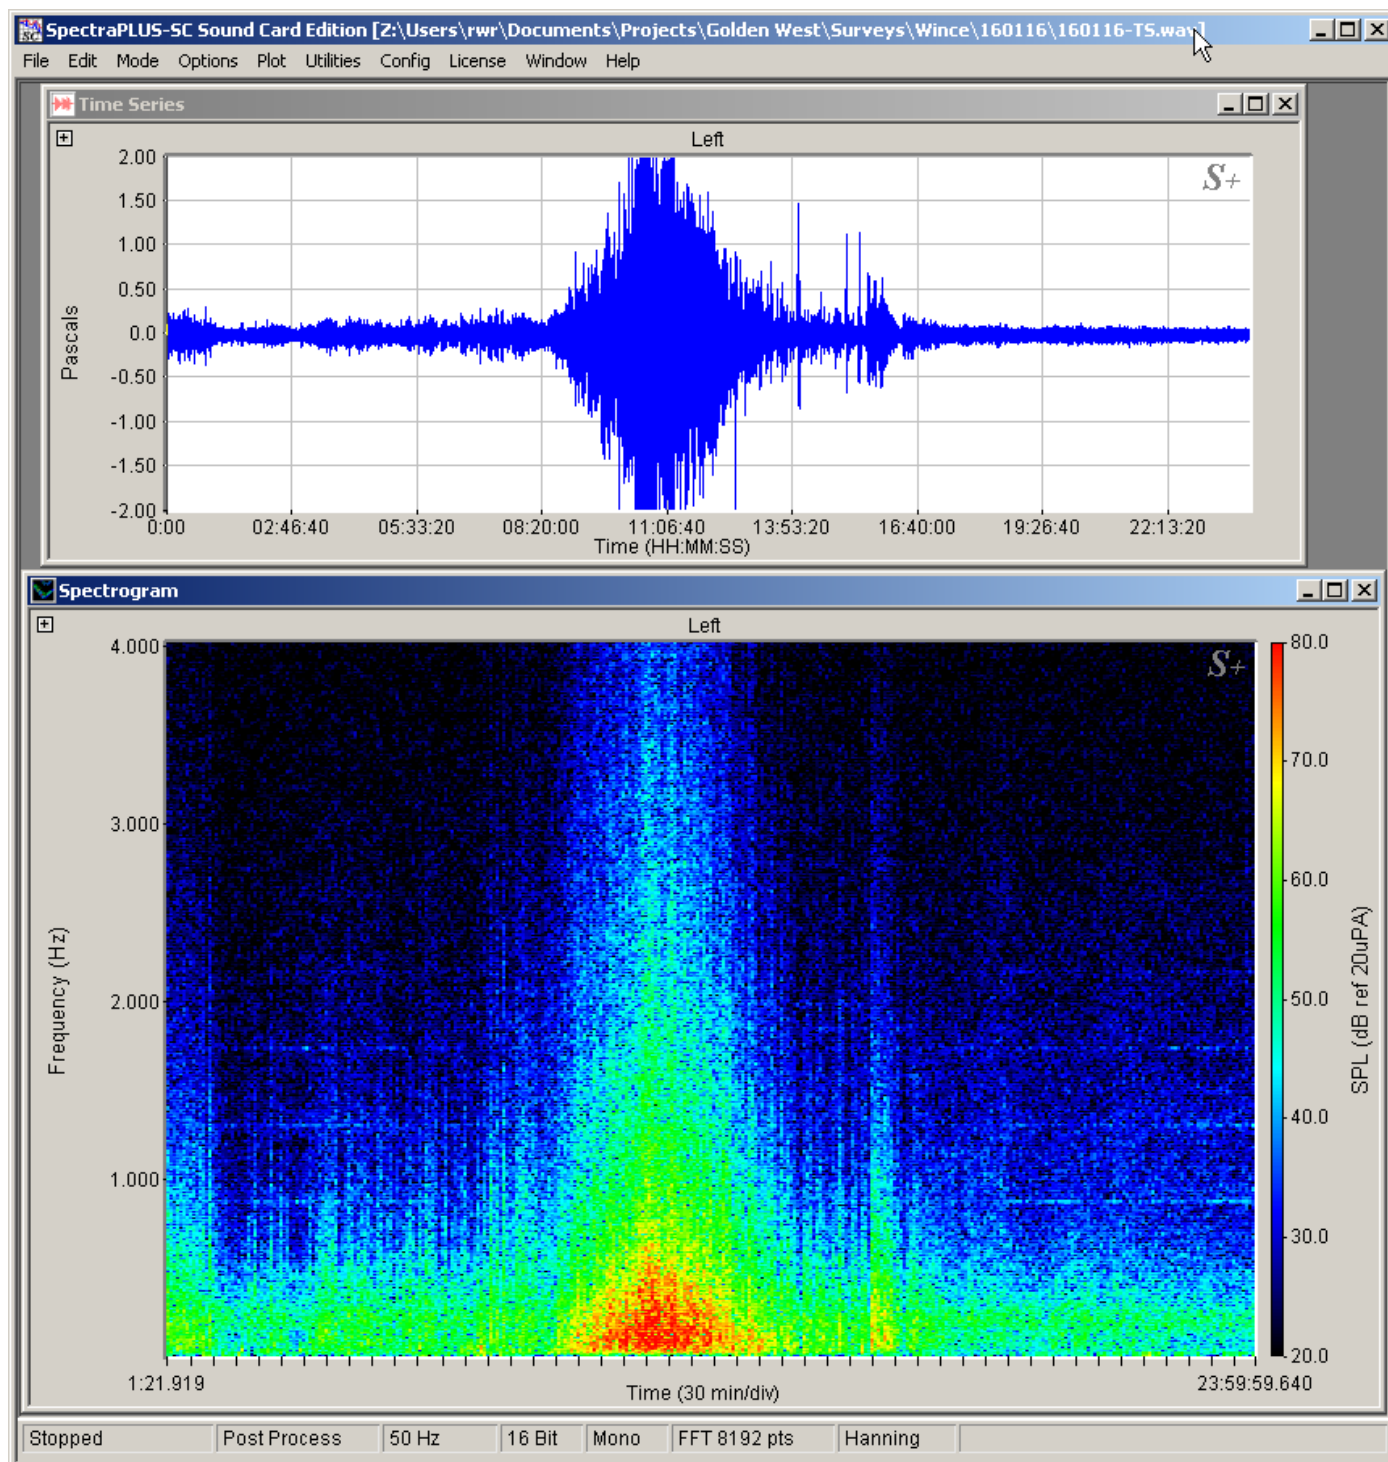 SpectraPLUS-SC Sound Card Edition [Z:\Users\rwr\Documents\Projects\Golden West\Surveys\Wince\160116\160116-TS.wav]
File Edit Mode Options Plot Utilities Config License Window Help
Time Series
Left
S+
2.00
1.50
1.00
0.50
0.0
-0.50
-1.00
-1.50
-2.00
Pascals
0:00 02:46:40 05:33:20 08:20:00 11:06:40 13:53:20 16:40:00 19:26:40 22:13:20
Time (HH:MM:SS)
Spectrogram
Left
S+
4.000
3.000
2.000
1.000
Frequency (Hz)
80.0
70.0
60.0
50.0
40.0
30.0
20.0
SPL (dB ref 20uPA)
1:21.919 23:59:59.640
Time (30 min/div)
Stopped Post Process 50 Hz 16 Bit Mono FFT 8192 pts Hanning